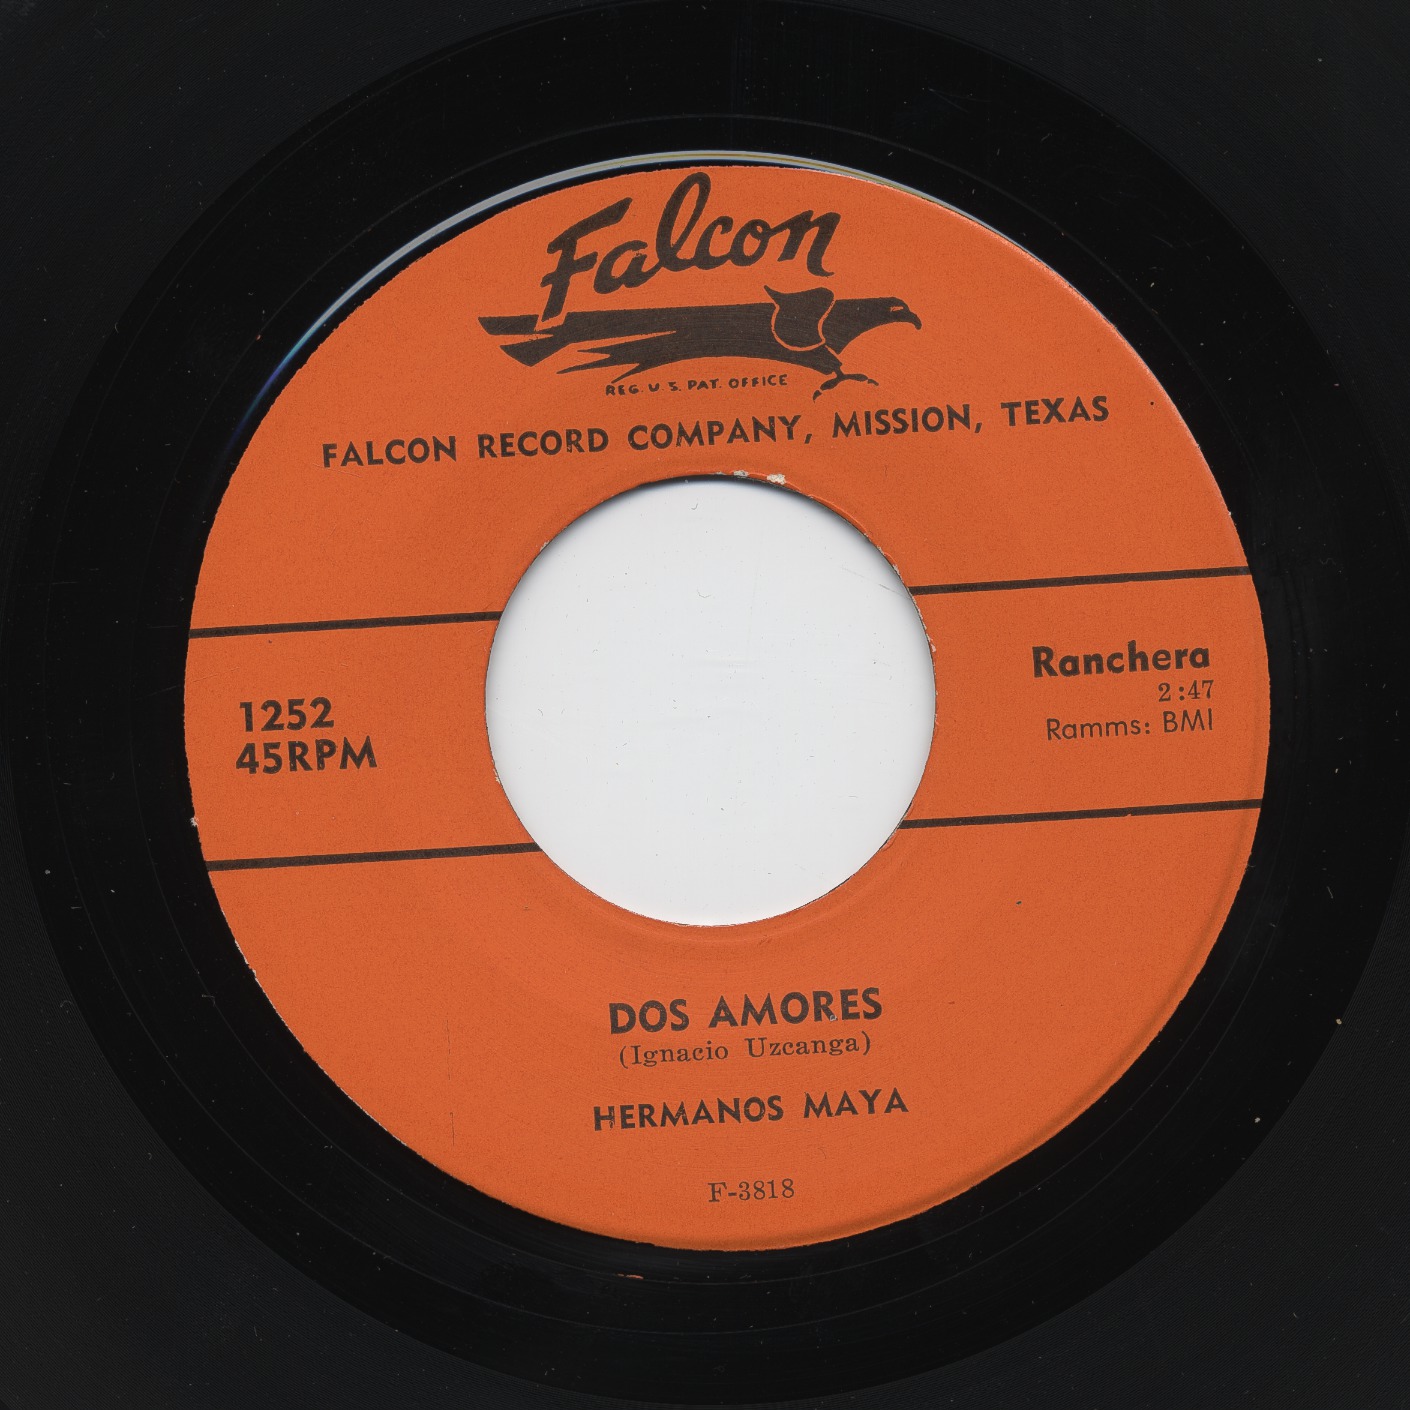 Falcon
REG. U.S. PAT. OFFICE
FALCON RECORD COMPANY, MISSION, TEXAS
1252
45RPM
Ranchera
2:47
Ramms: BMI
DOS AMORES
(Ignacio Uzcanga)
HERMANOS MAYA
F-3818